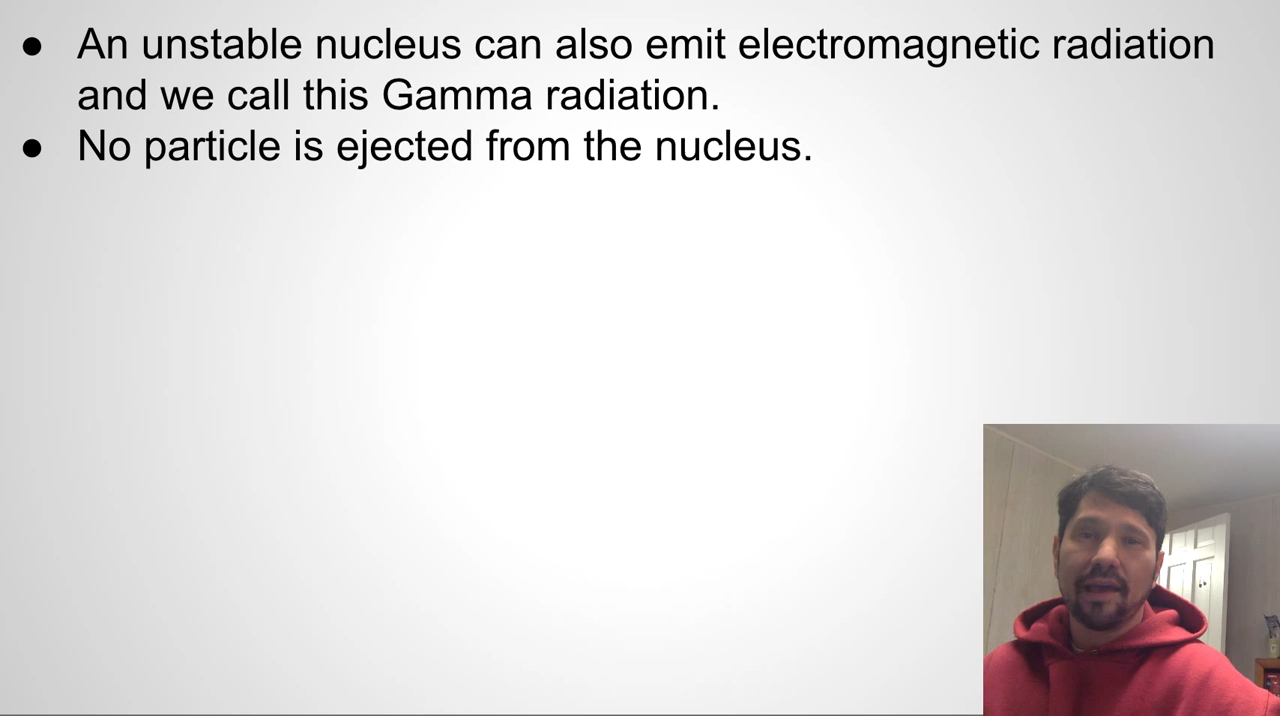 ● An unstable nucleus can also emit electromagnetic radiation
and we call this Gamma radiation.
● No particle is ejected from the nucleus.